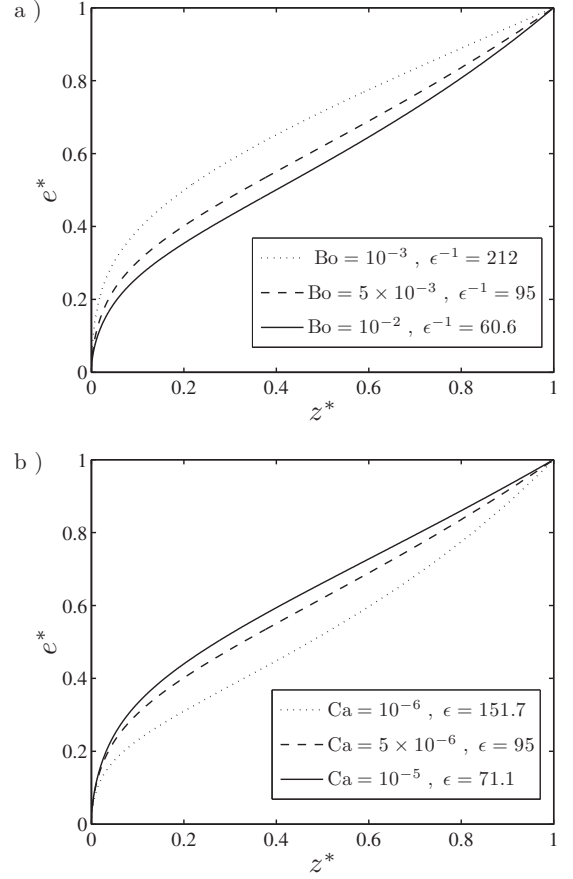 a )
1
0.8
0.6
0.4
0.2
0
e*
Bo = 10⁻³ , ϵ⁻¹ = 212
Bo = 5 × 10⁻³ , ϵ⁻¹ = 95
Bo = 10⁻² , ϵ⁻¹ = 60.6
0 0.2 0.4 0.6 0.8 1
z*
b )
1
0.8
0.6
0.4
0.2
0
e*
Ca = 10⁻⁶ , ϵ = 151.7
Ca = 5 × 10⁻⁶ , ϵ = 95
Ca = 10⁻⁵ , ϵ = 71.1
0 0.2 0.4 0.6 0.8 1
z*